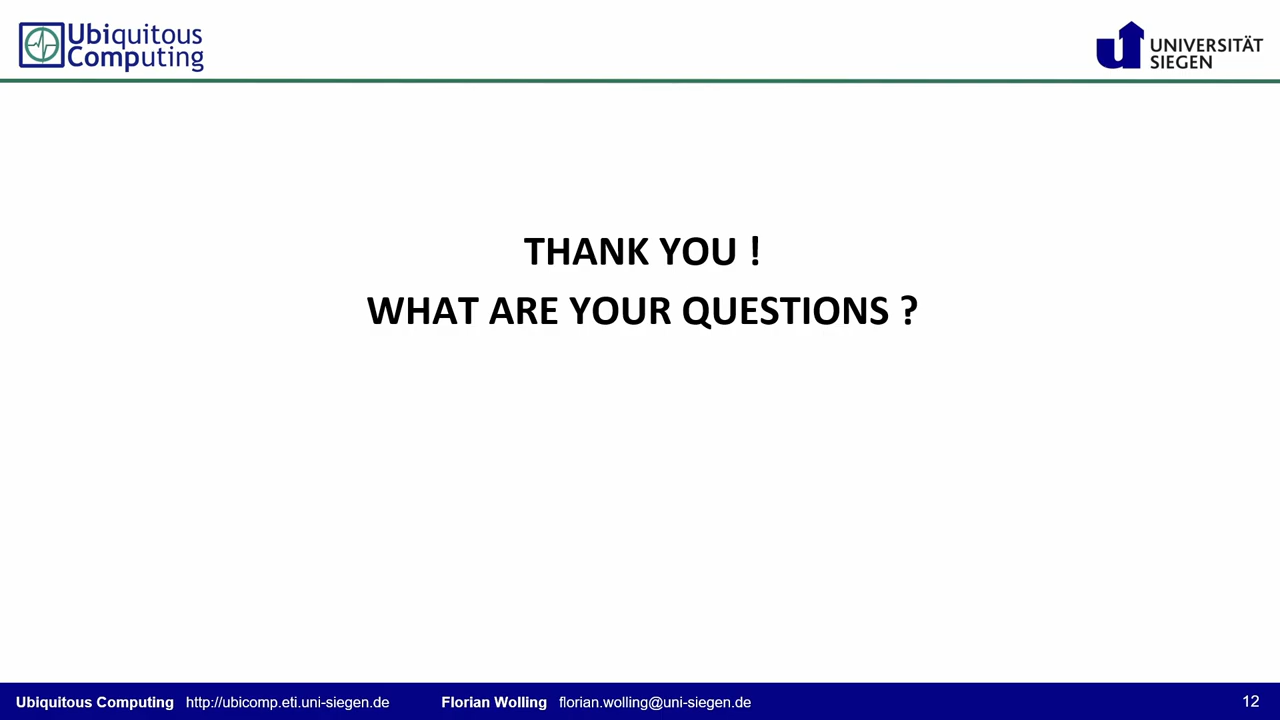 Ubiquitous
Computing
UNIVERSITÄT
SIEGEN
THANK YOU !
WHAT ARE YOUR QUESTIONS ?
Ubiquitous Computing http://ubicomp.eti.uni-siegen.de Florian Wolling florian.wolling@uni-siegen.de 12